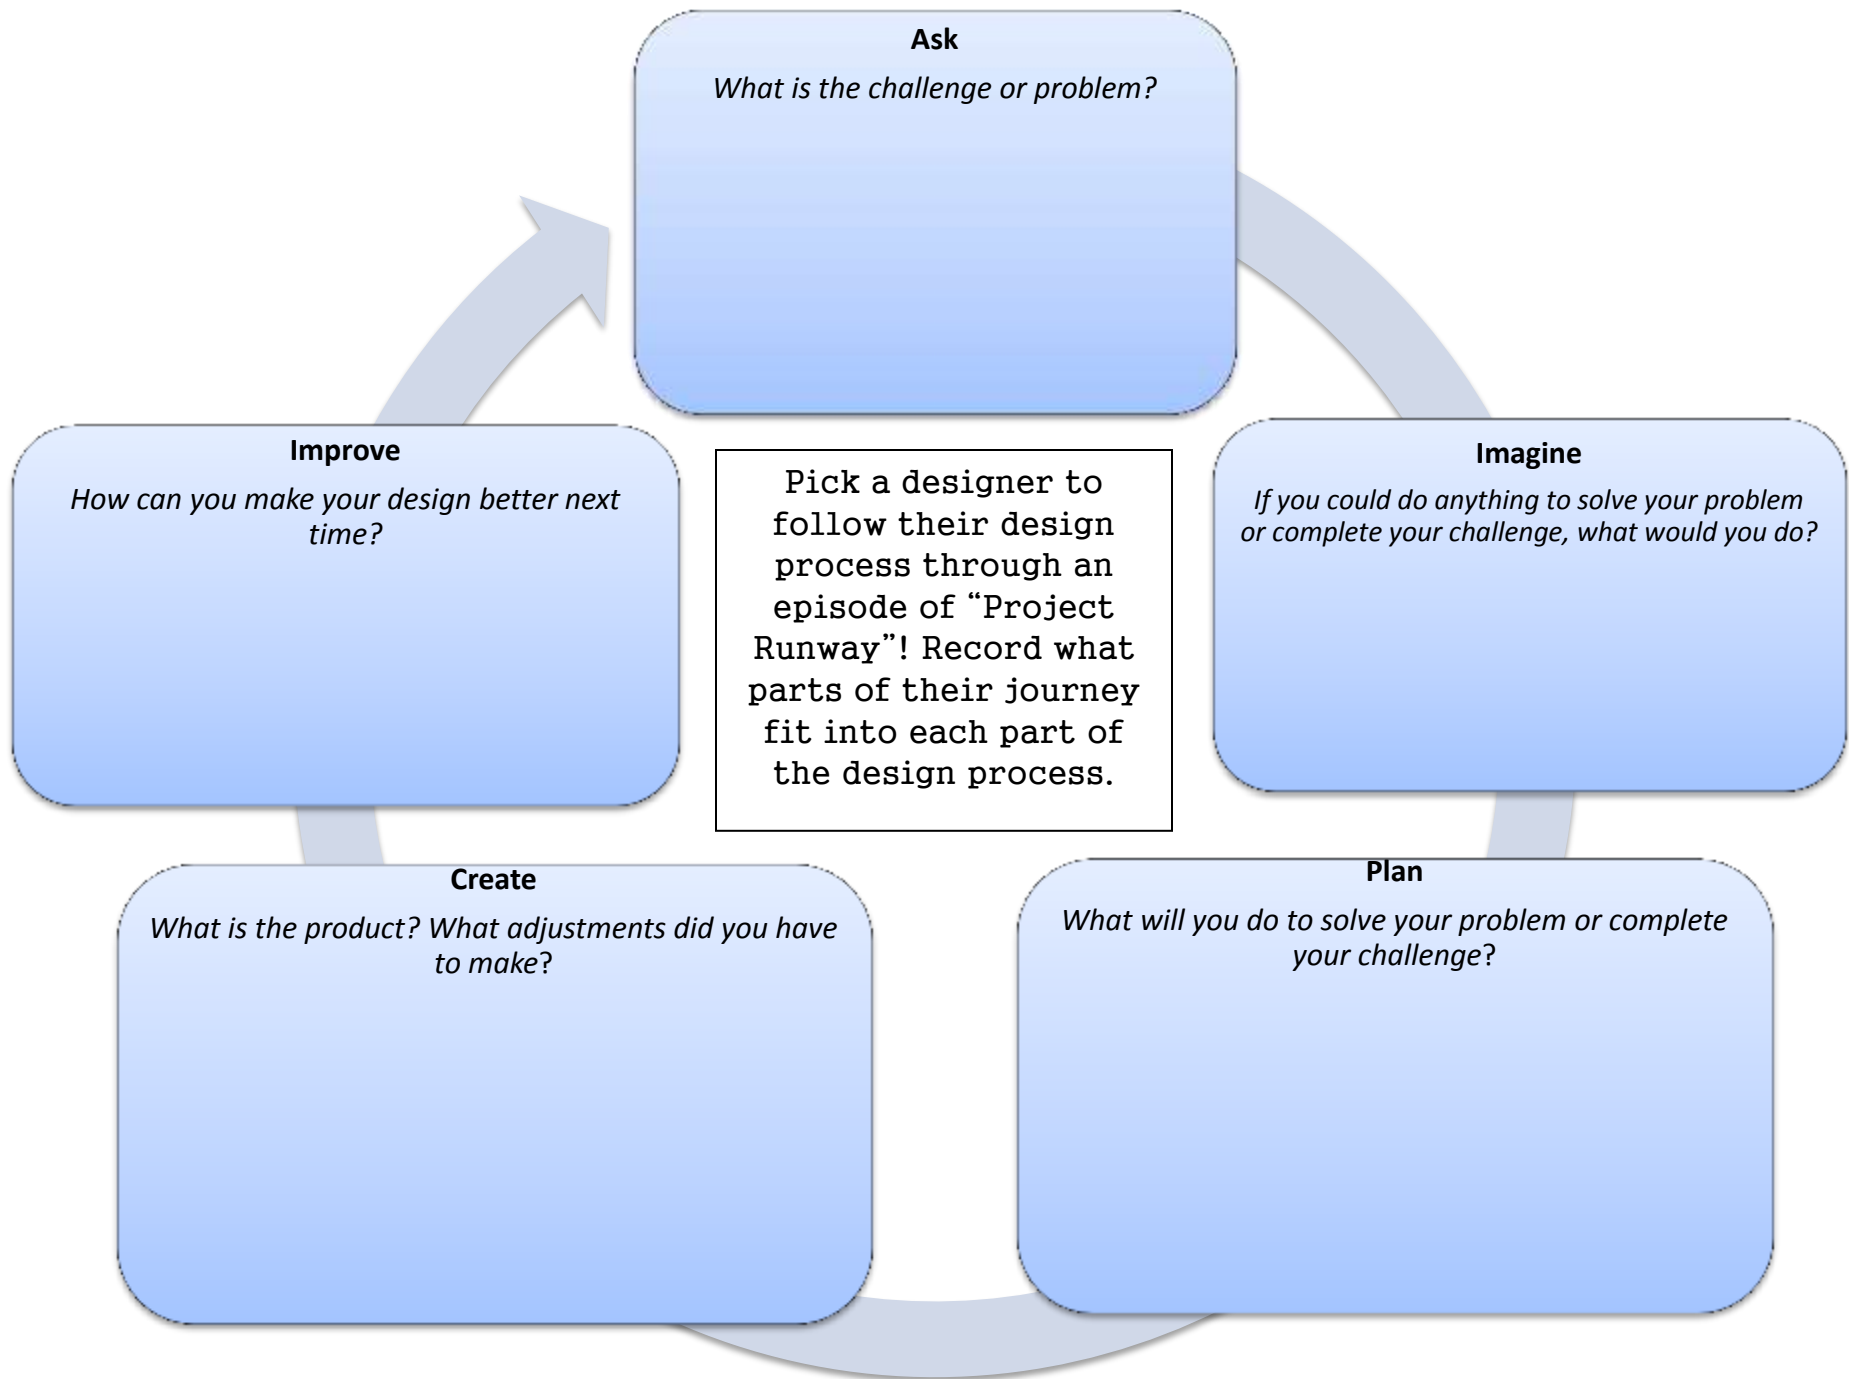 Ask
What is the challenge or problem?
Improve
How can you make your design better next
time?
Pick a designer to
follow their design
process through an
episode of “Project
Runway”! Record what
parts of their journey
fit into each part of
the design process.
Imagine
If you could do anything to solve your problem
or complete your challenge, what would you do?
Create
What is the product? What adjustments did you have
to make?
Plan
What will you do to solve your problem or complete
your challenge?